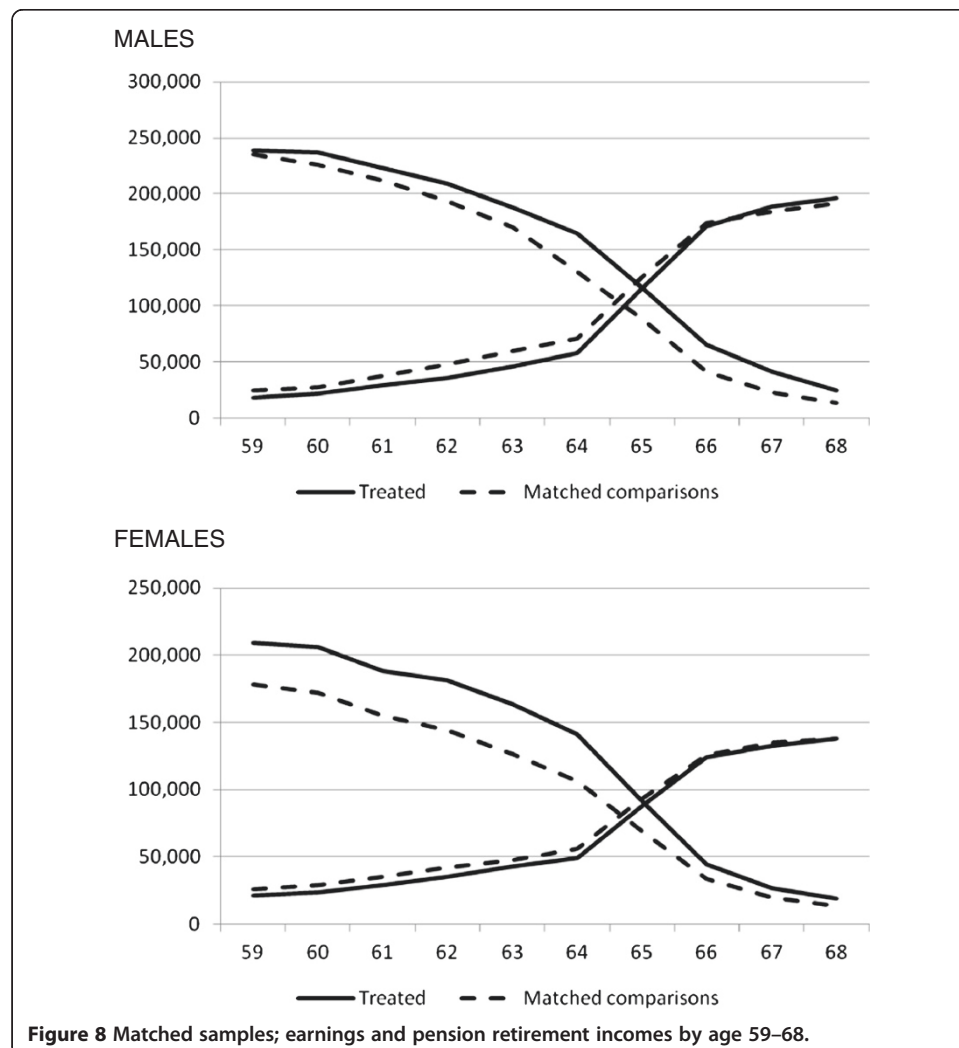 MALES
300,000
250,000
200,000
150,000
100,000
50,000
0
59 60 61 62 63 64 65 66 67 68
Treated Matched comparisons
FEMALES
250,000
200,000
150,000
100,000
50,000
0
59 60 61 62 63 64 65 66 67 68
Treated Matched comparisons
Figure 8 Matched samples; earnings and pension retirement incomes by age 59–68.